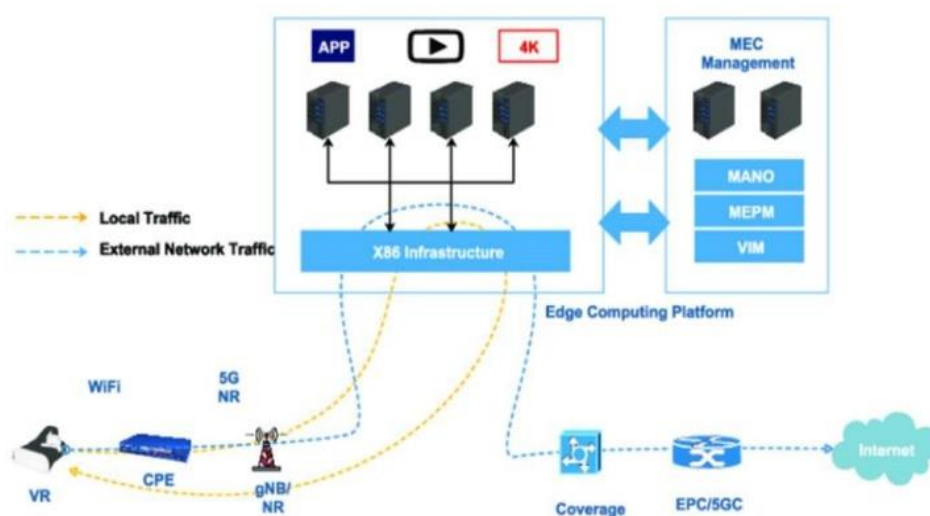 APP
4K
MEC
Management
MANO
MEPM
VIM
Local Traffic
External Network Traffic
X86 Infrastructure
Edge Computing Platform
WiFi
5G
NR
VR
CPE
gNB/
NR
Coverage
EPC/5GC
Internet